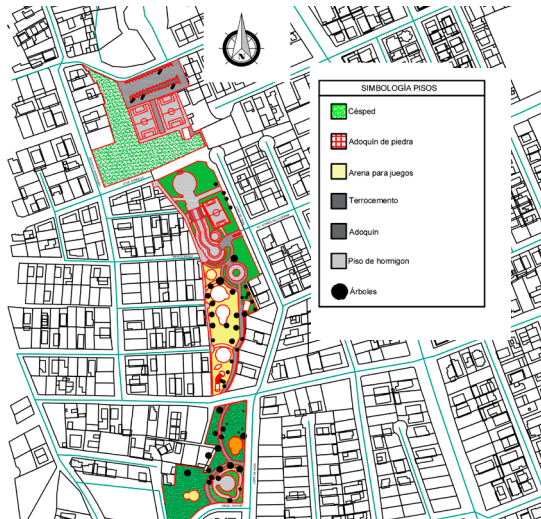 N
SIMBOLOGÍA PISOS
Césped
Adoquín de piedra
Arena para juegos
Terrocemento
Adoquín
Piso de hormigon
Árboles